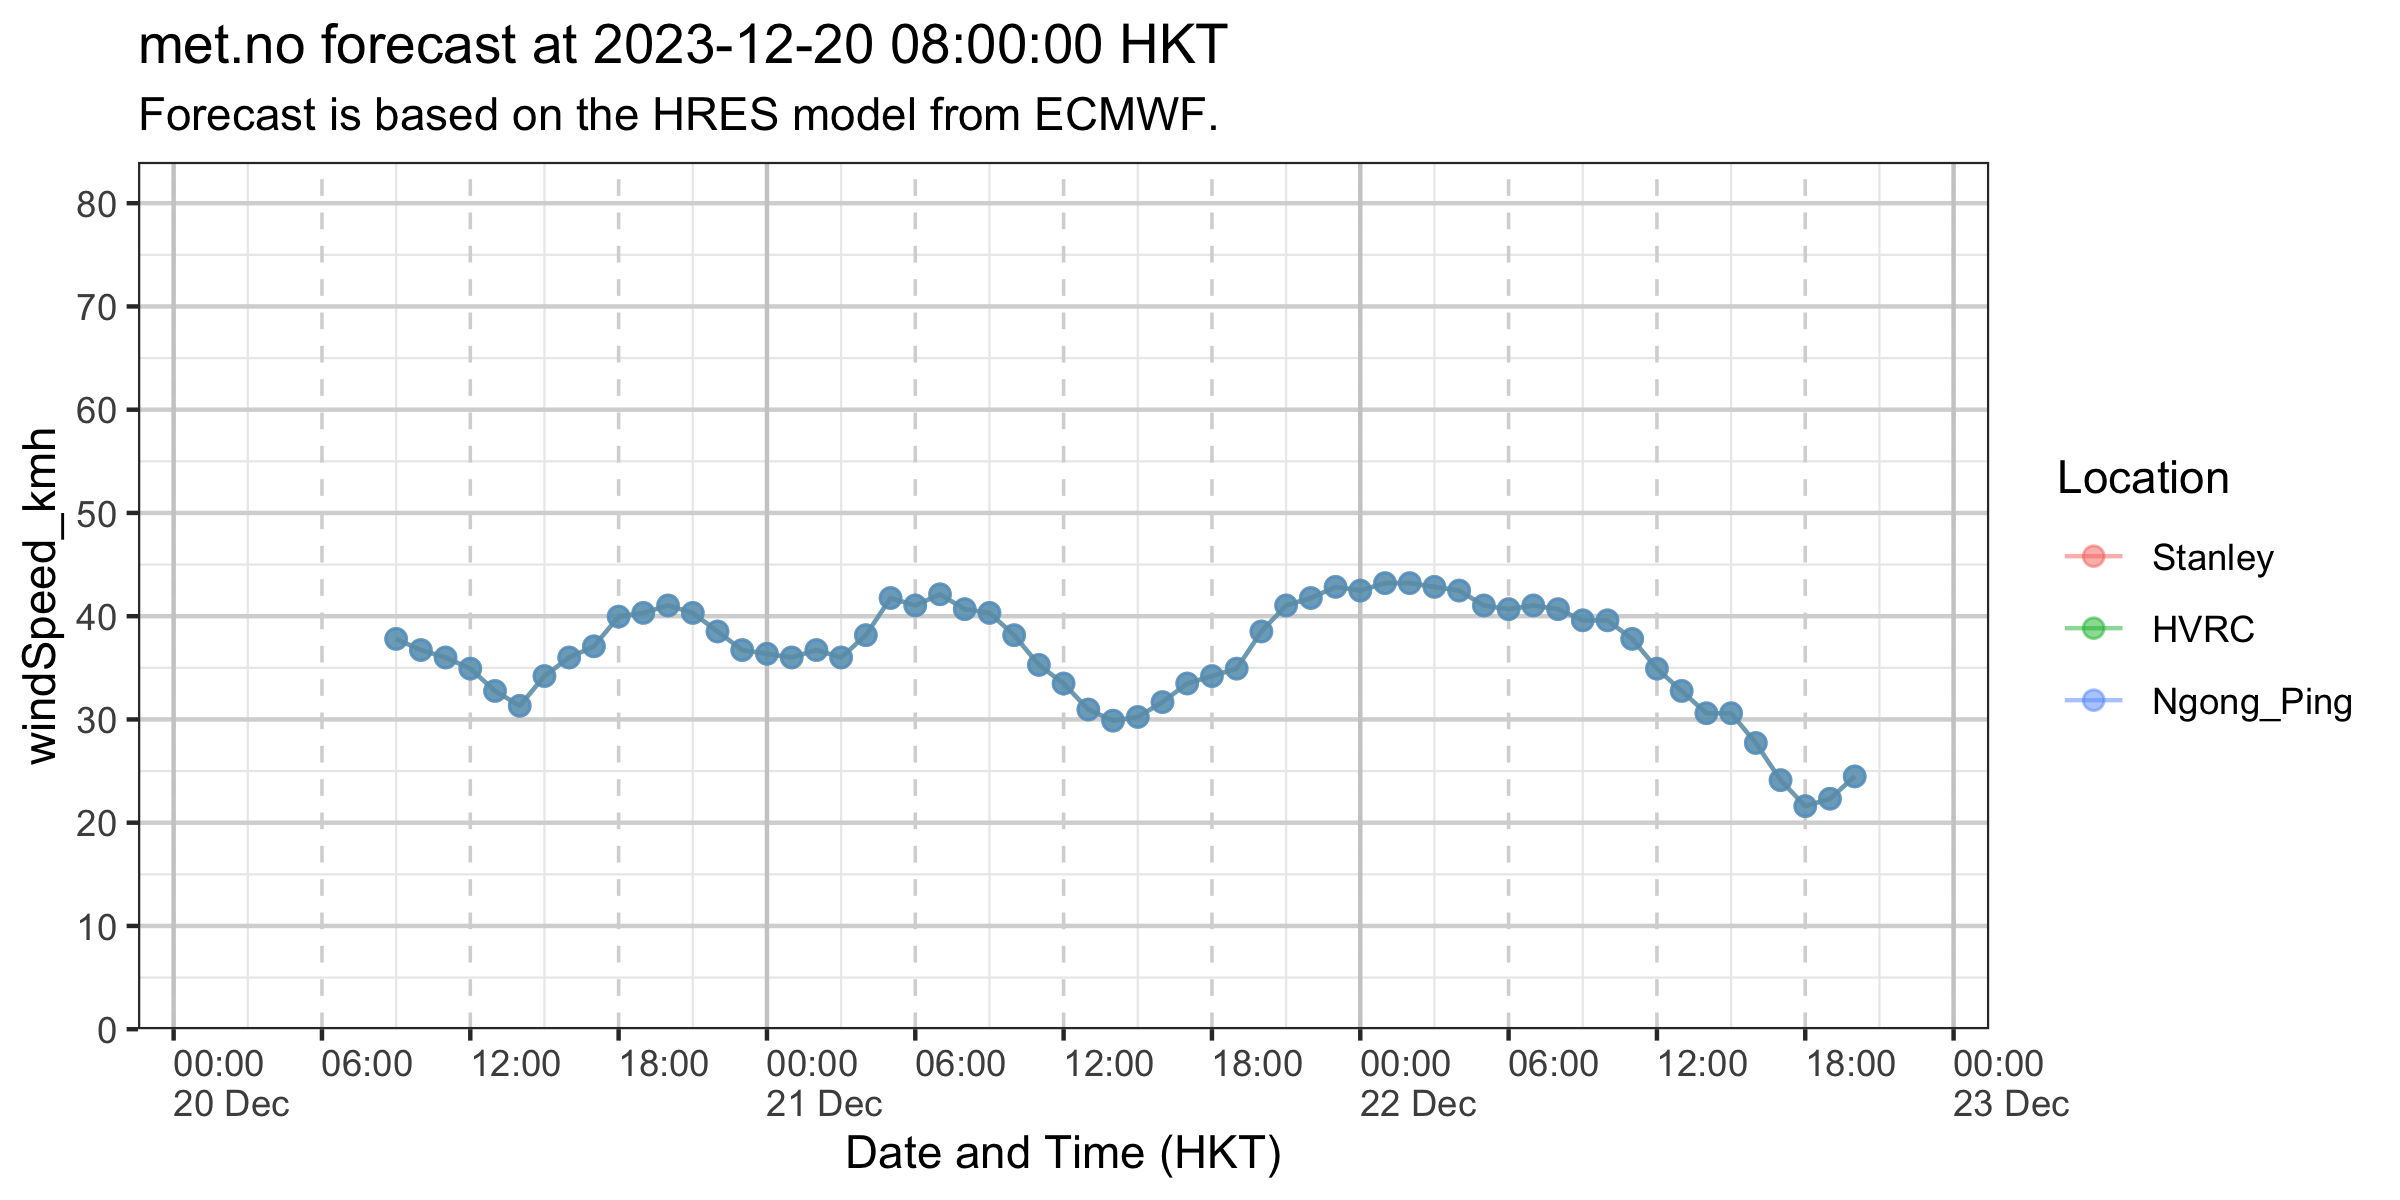 met.no forecast at 2023-12-20 08:00:00 HKT
Forecast is based on the HRES model from ECMWF.
windSpeed_kmh
80
70
60
50
40
30
20
10
0
00:00 06:00 12:00 18:00 00:00 06:00 12:00 18:00 00:00 06:00 12:00 18:00 00:00
20 Dec 21 Dec 22 Dec 23 Dec
Date and Time (HKT)
Location
Stanley
HVRC
Ngong_Ping